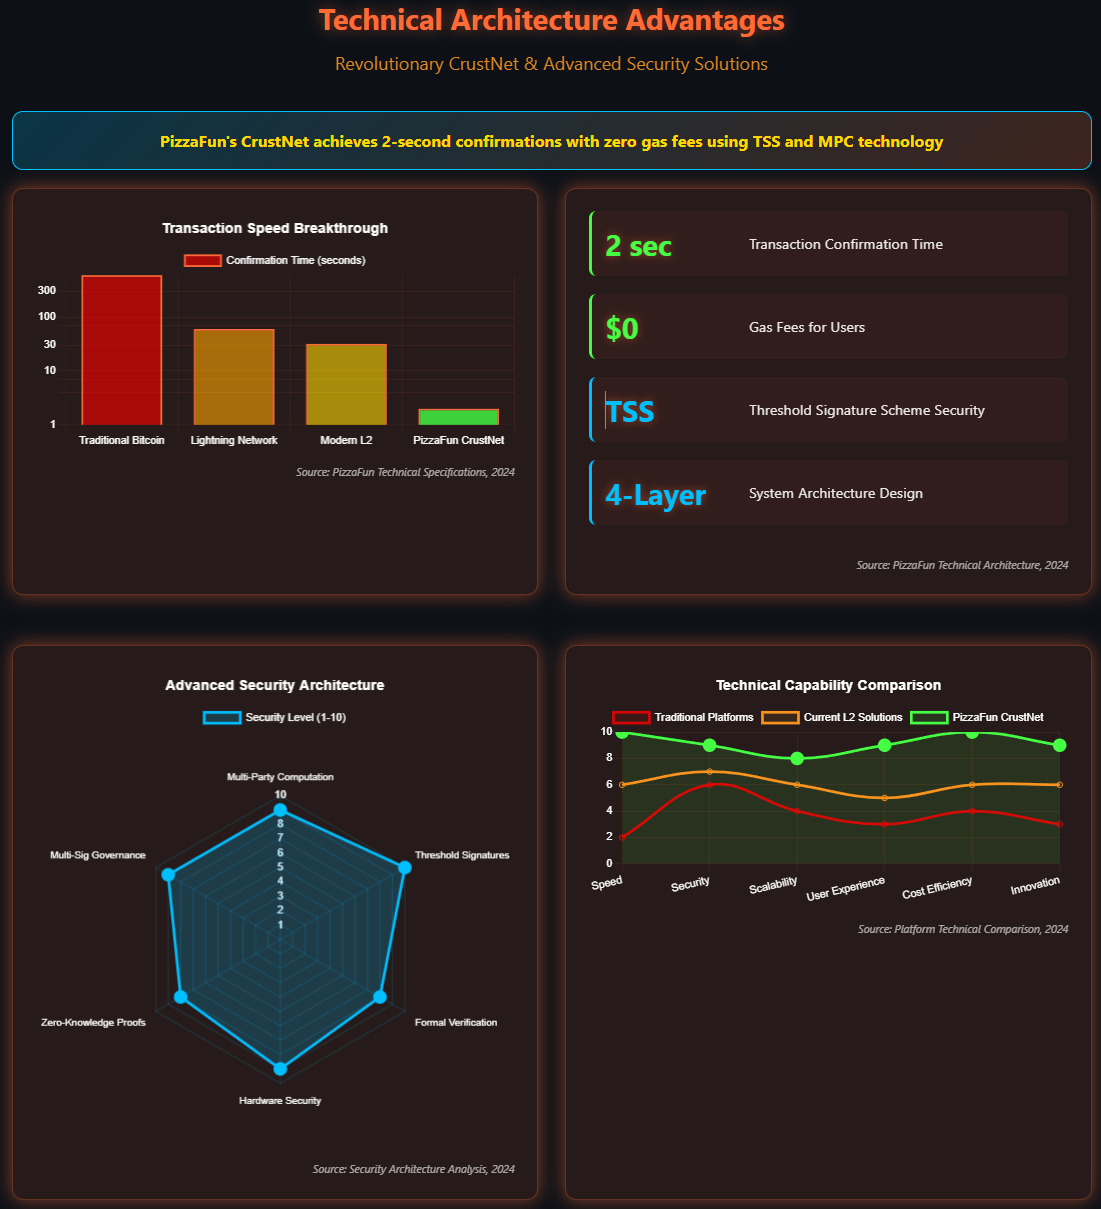 Technical Architecture Advantages
Revolutionary CrustNet & Advanced Security Solutions
PizzaFun's CrustNet achieves 2-second confirmations with zero gas fees using TSS and MPC technology
Transaction Speed Breakthrough
Confirmation Time (seconds)
300
100
30
10
1
Traditional Bitcoin
Lightning Network
Modern L2
PizzaFun CrustNet
Source: PizzaFun Technical Specifications, 2024
2 sec
Transaction Confirmation Time
$0
Gas Fees for Users
TSS
Threshold Signature Scheme Security
4-Layer
System Architecture Design
Source: PizzaFun Technical Architecture, 2024
Advanced Security Architecture
Security Level (1-10)
Multi-Party Computation
10
8
7
6
5
4
3
2
1
Multi-Sig Governance
Threshold Signatures
Zero-Knowledge Proofs
Formal Verification
Hardware Security
Source: Security Architecture Analysis, 2024
Technical Capability Comparison
Traditional Platforms
Current L2 Solutions
PizzaFun CrustNet
10
8
6
4
2
0
Speed
Security
Scalability
User Experience
Cost Efficiency
Innovation
Source: Platform Technical Comparison, 2024